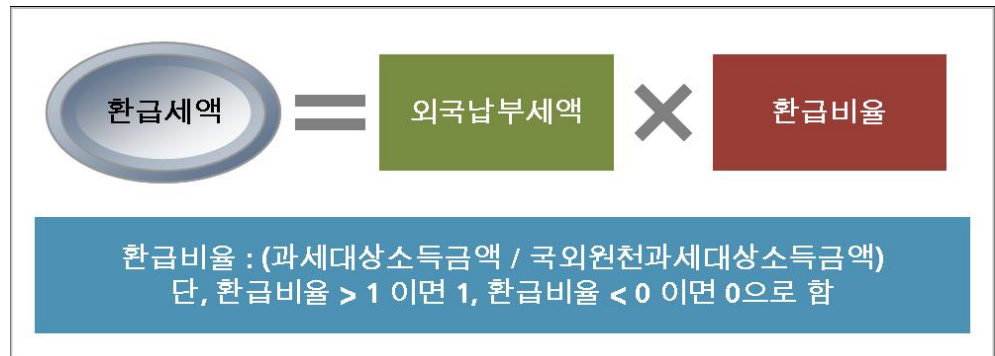 환급세액 = 외국납부세액 × 환급비율
환급비율 : (과세대상소득금액 / 국외원천과세대상소득금액)
단, 환급비율 > 1 이면 1, 환급비율 < 0 이면 0으로 함